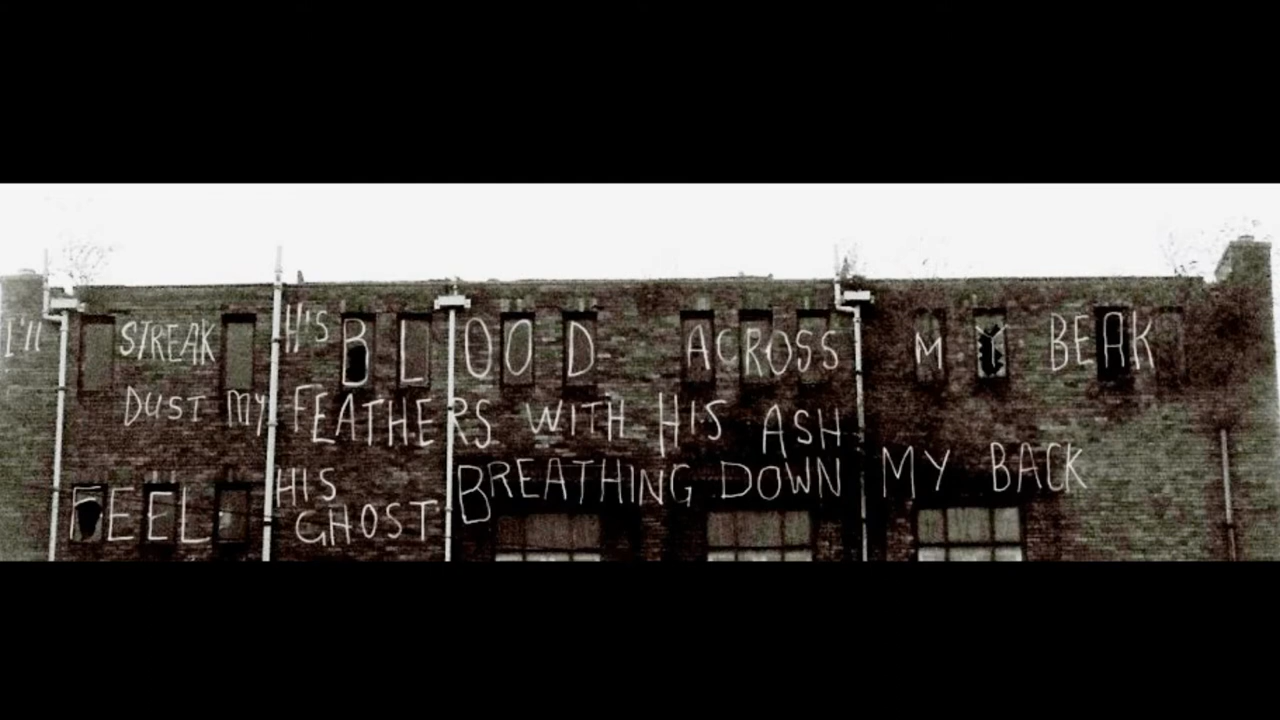 I'll STREAK HIS BLOOD ACROSS MY BEAK
DUST MY FEATHERS WITH HIS ASH
FEEL HIS GHOST BREATHING DOWN MY BACK